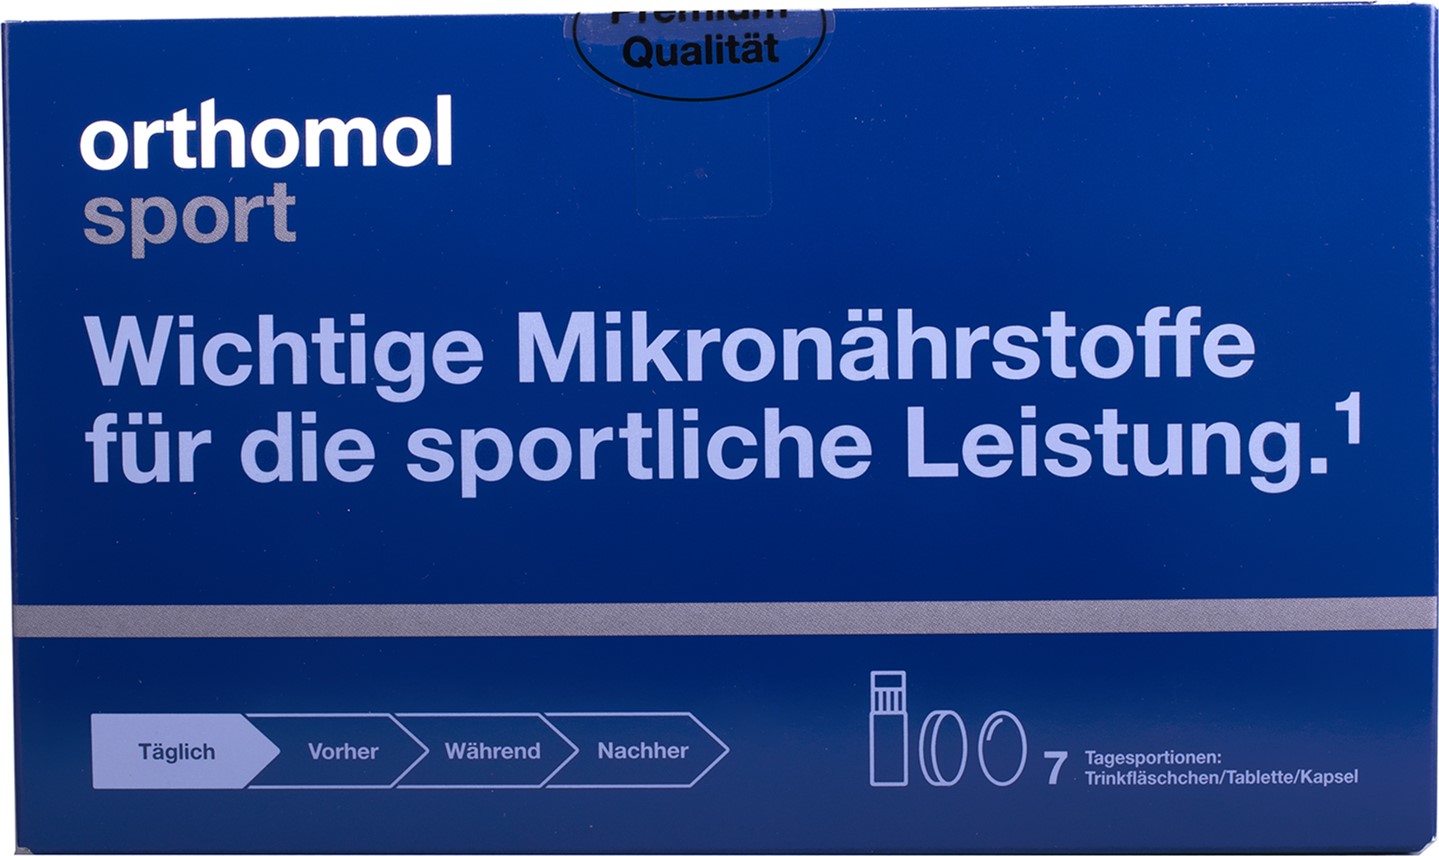 Premium
Qualität
orthomol
sport
Wichtige Mikronährstoffe
für die sportliche Leistung.¹
Täglich Vorher Während Nachher
7 Tagesportionen:
Trinkfläschchen/Tablette/Kapsel